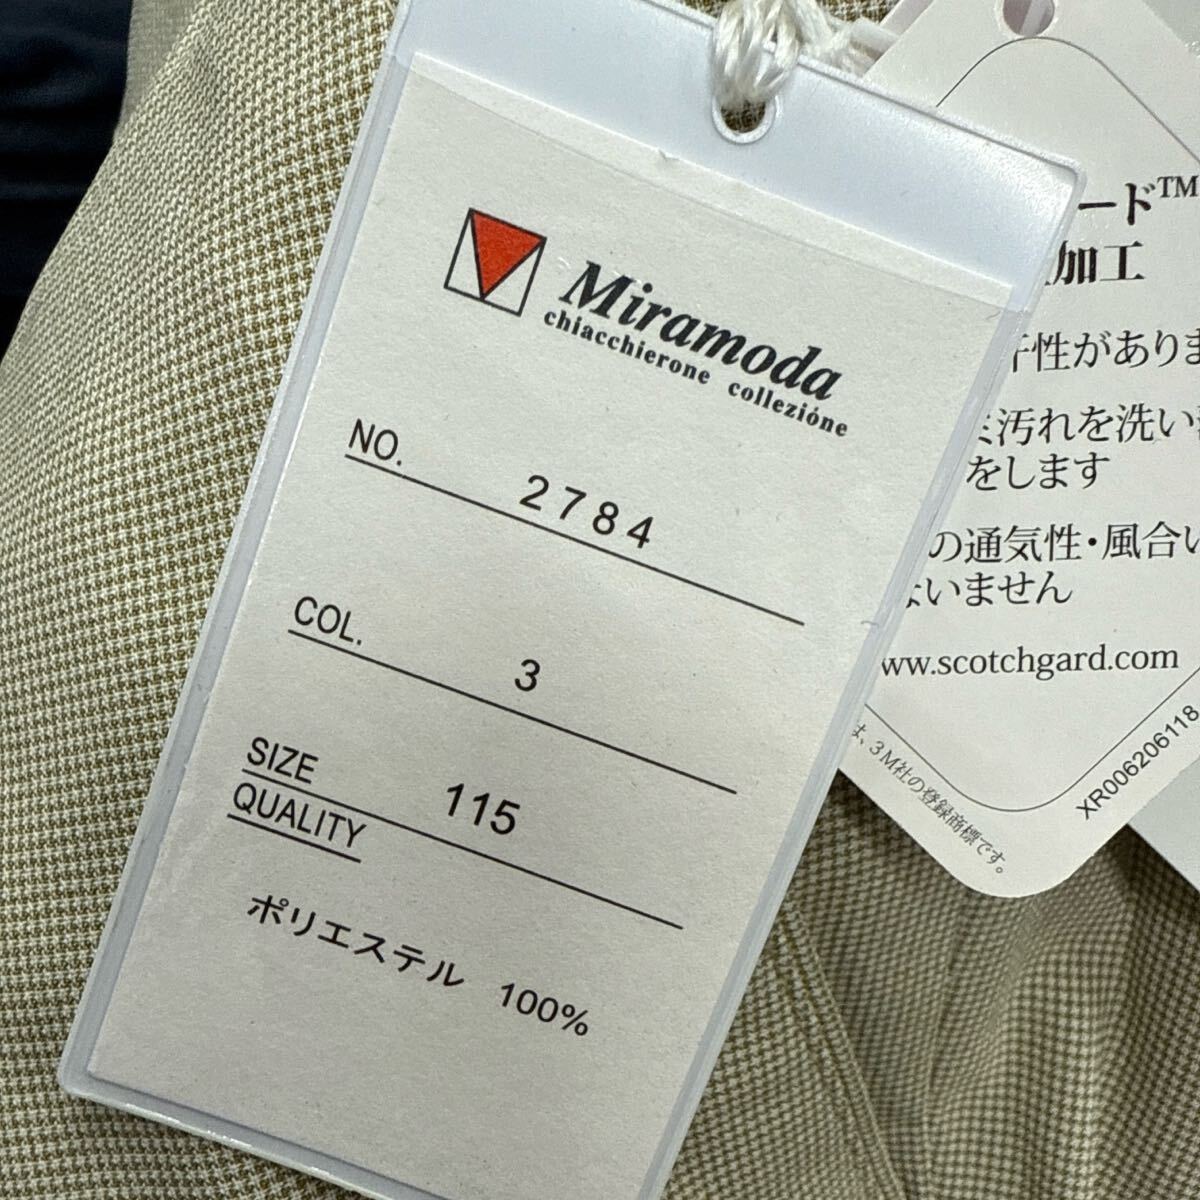 Miramoda
chiacchierone collezióne
NO. 2784
COL. 3
SIZE 115
QUALITY
ポリエステル 100%
ード™
加工
汗性がありま
ミ汚れを洗い
をします
の通気性・風合い
ないません
ww.scotchgard.com
は、3M社の登録商標です。
XR006206118